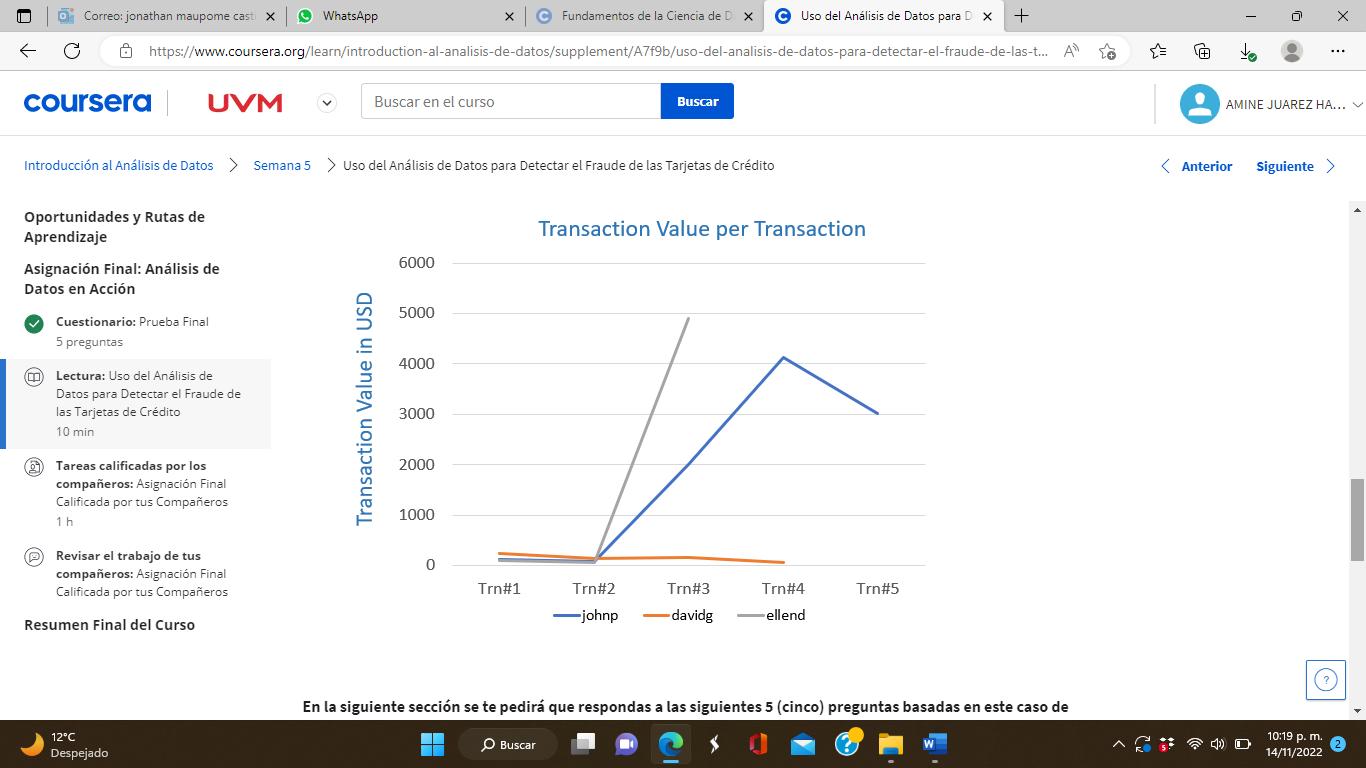 Correo: jonathan maupome cast
WhatsApp
Fundamentos de la Ciencia de D
Uso del Análisis de Datos para D
https://www.coursera.org/learn/introduction-al-analisis-de-datos/supplement/A7f9b/uso-del-analisis-de-datos-para-detectar-el-fraude-de-las-t...
coursera
UVM
Buscar en el curso
Buscar
AMINE JUAREZ HA...
Introducción al Análisis de Datos
Semana 5
Uso del Análisis de Datos para Detectar el Fraude de las Tarjetas de Crédito
Anterior
Siguiente
Oportunidades y Rutas de
Aprendizaje
Asignación Final: Análisis de
Datos en Acción
Cuestionario: Prueba Final
5 preguntas
Lectura: Uso del Análisis de
Datos para Detectar el Fraude de
las Tarjetas de Crédito
10 min
Tareas calificadas por los
compañeros: Asignación Final
Calificada por tus Compañeros
1 h
Revisar el trabajo de tus
compañeros: Asignación Final
Calificada por tus Compañeros
Resumen Final del Curso
Transaction Value per Transaction
Transaction Value in USD
6000
5000
4000
3000
2000
1000
0
Trn#1 Trn#2 Trn#3 Trn#4 Trn#5
johnp davidg ellend
En la siguiente sección se te pedirá que respondas a las siguientes 5 (cinco) preguntas basadas en este caso de
?
12°C
Despejado
Buscar
10:19 p. m.
14/11/2022
2